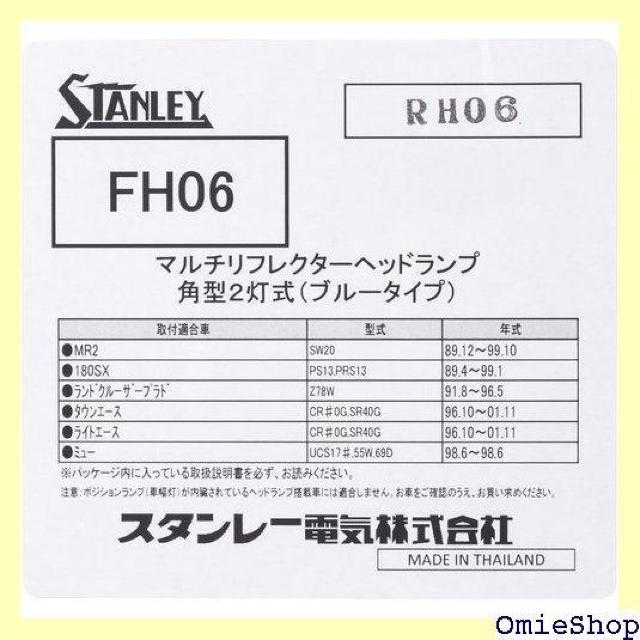 STANLEY
RH06
FH06
マルチリフレクターヘッドランプ
角型2灯式(ブルータイプ)
取付適合車 型式 年式
●MR2 SW20 89.12～99.10
●180SX PS13,PRS13 89.4～99.1
●ランドクルーザープラド Z78W 91.8～96.5
●タウンエース CR♯0G,SR40G 96.10～01.11
●ライトエース CR♯0G,SR40G 96.10～01.11
●ミュー UCS17♯,55W,69D 98.6～98.6
※パッケージ内に入っている取扱説明書を必ず、お読みください。
注意:ポジションランプ(車幅灯)が内臓されているヘッドランプ搭載車には適合しません。お車をご確認のうえ、お買い求めください。
スタンレー電気株式会社
MADE IN THAILAND
OmieShop